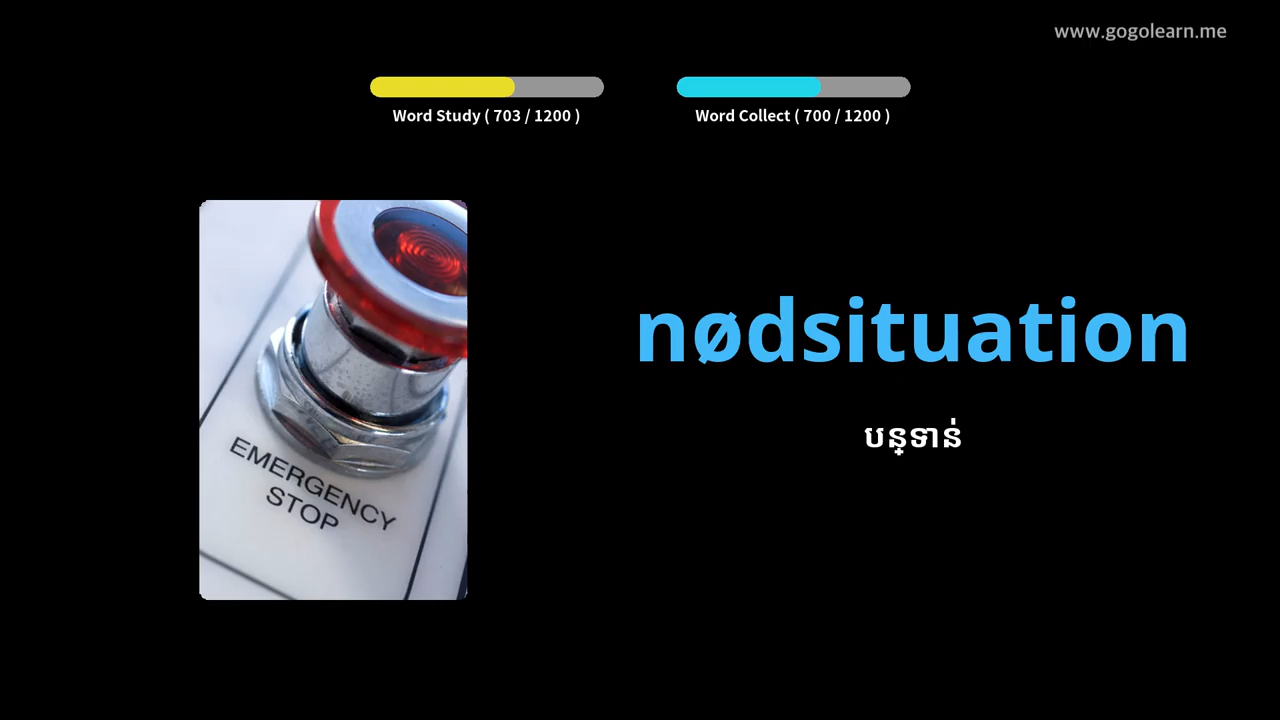 www.gogolearn.me
Word Study ( 703 / 1200 )
Word Collect ( 700 / 1200 )
nødsituation
បន្ទាន់
EMERGENCY
STOP